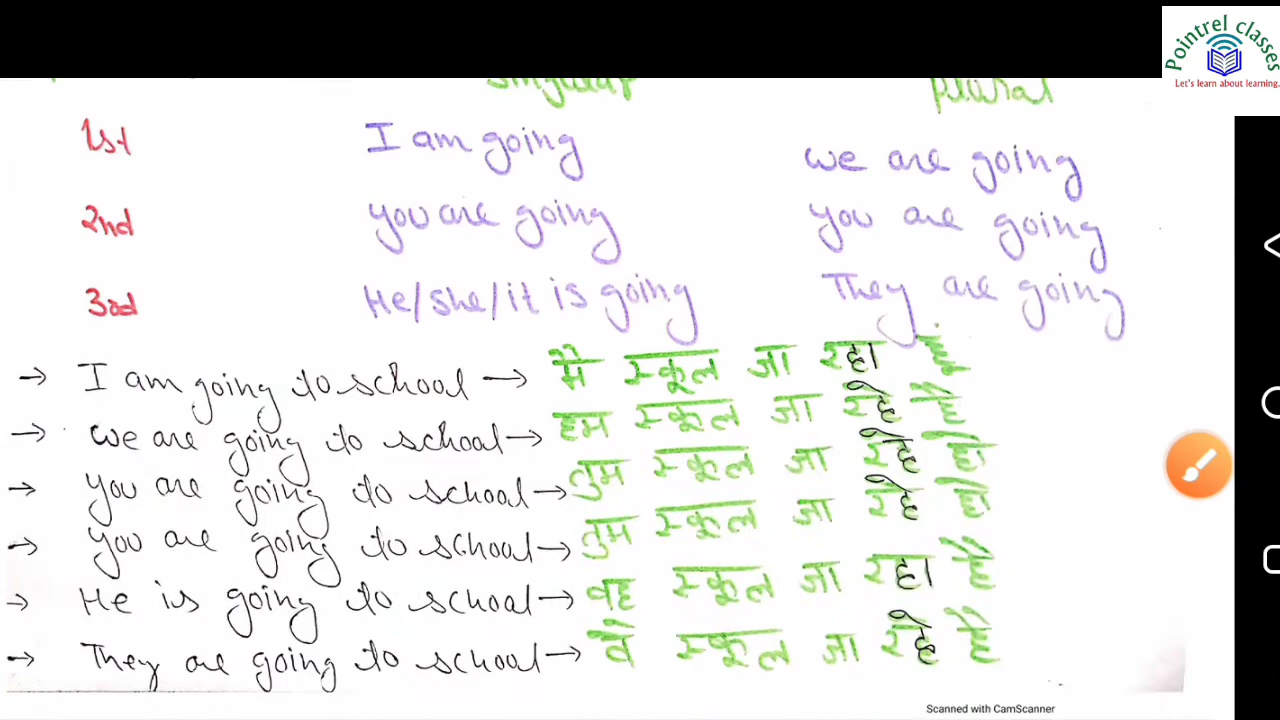 Pointrel classes
Let's learn about learning.
singular plural
1st I am going we are going
2nd you are going you are going
3rd He/she/it is going They are going
→ I am going to school → मै स्कूल जा रहा हूँ
→ we are going to school → हम स्कूल जा रहे है
→ you are going to school → तुम स्कूल जा रहे हो
→ you are going to school → तुम स्कूल जा रहे हो
→ He is going to school → वह स्कूल जा रहा है
→ They are going to school → वे स्कूल जा रहे है
Scanned with CamScanner